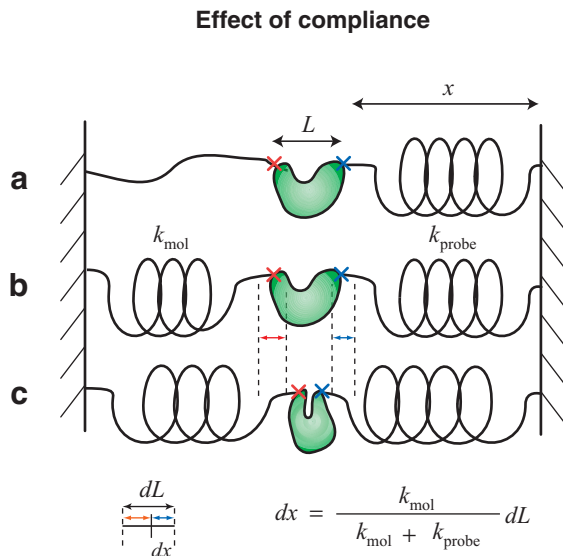 Effect of compliance
x
L
a
k_mol
k_probe
b
c
dL
dx
dx = k_mol / (k_mol + k_probe) dL